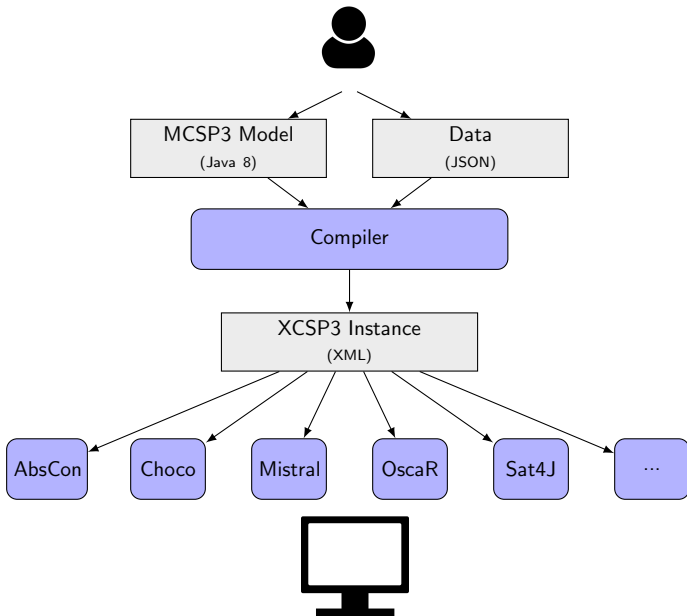 MCSP3 Model
(Java 8)
Data
(JSON)
Compiler
XCSP3 Instance
(XML)
AbsCon
Choco
Mistral
OscaR
Sat4J
...